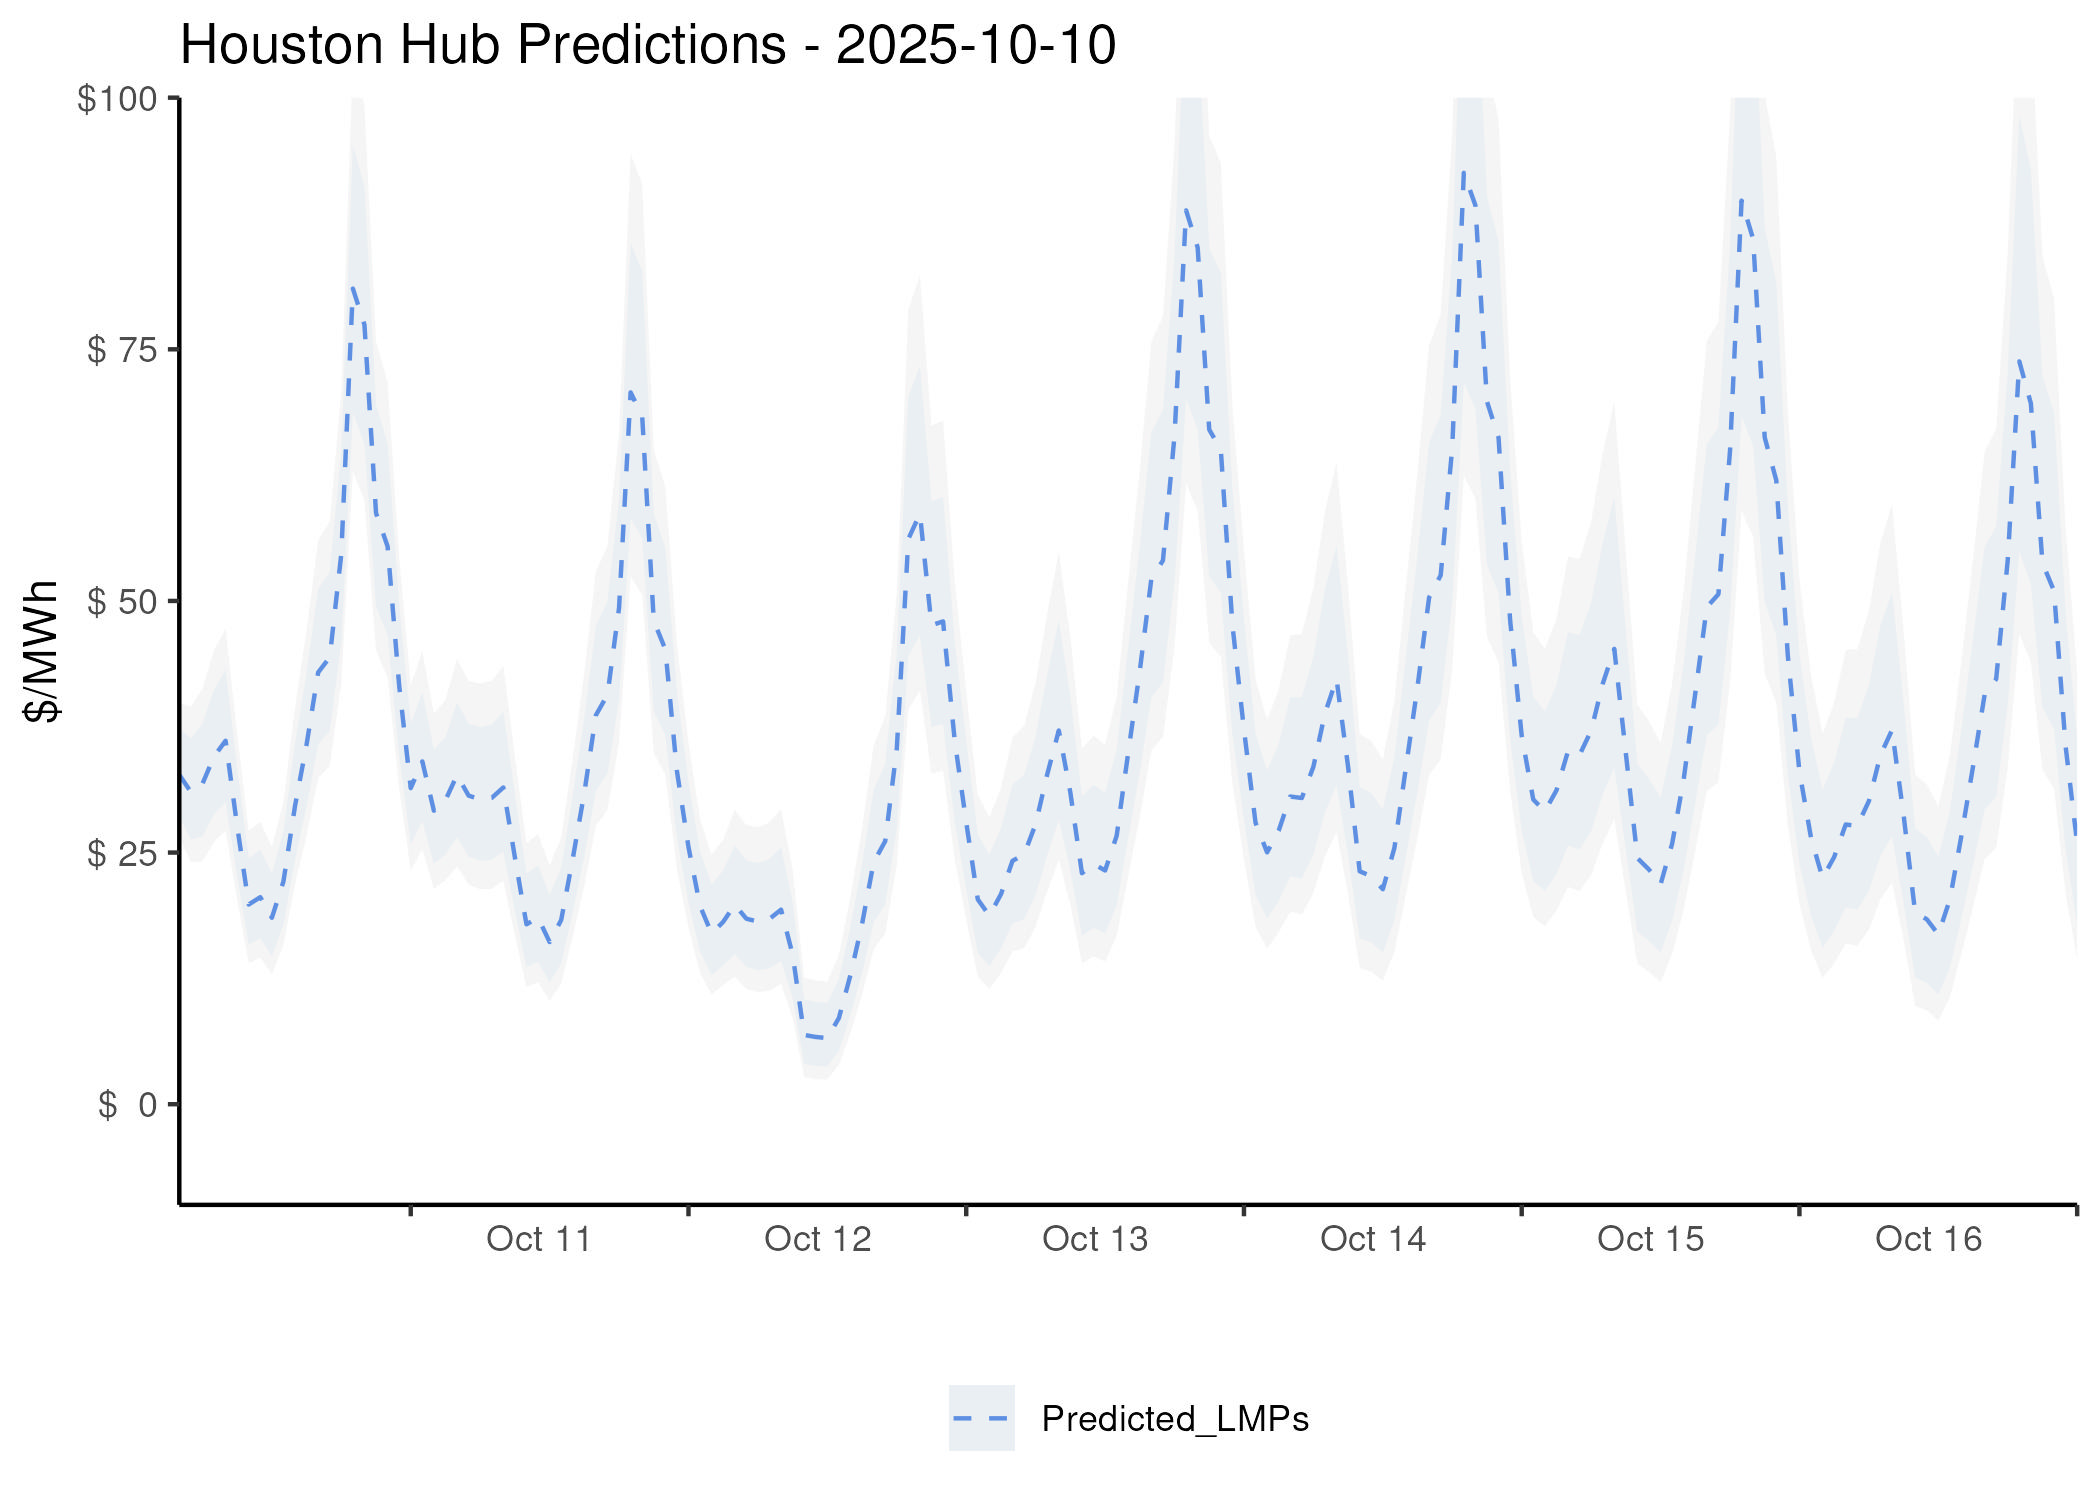 Houston Hub Predictions - 2025-10-10
$100
$ 75
$ 50
$ 25
$  0
$/MWh
Oct 11
Oct 12
Oct 13
Oct 14
Oct 15
Oct 16
Predicted_LMPs